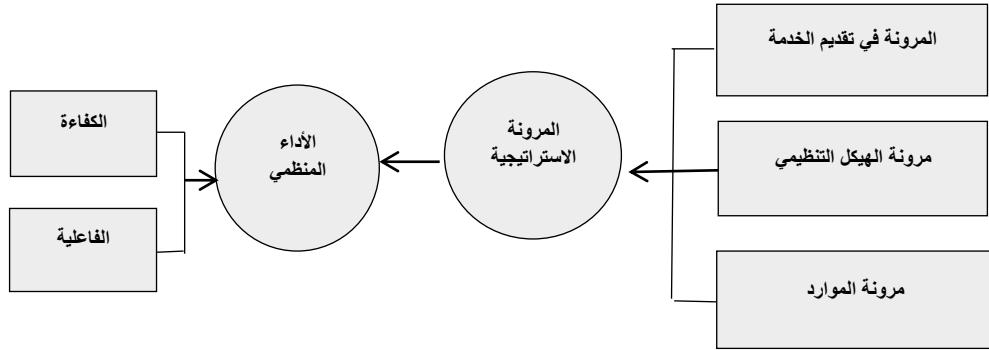 المرونة في تقديم الخدمة
مرونة الهيكل التنظيمي
مرونة الموارد
المرونة
الاستراتيجية
الأداء
المنظمي
الكفاءة
الفاعلية